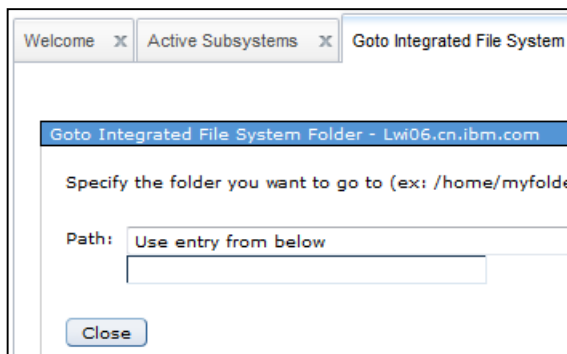 Welcome X Active Subsystems X Goto Integrated File System
Goto Integrated File System Folder - Lwi06.cn.ibm.com
Specify the folder you want to go to (ex: /home/myfolde
Path: Use entry from below
Close